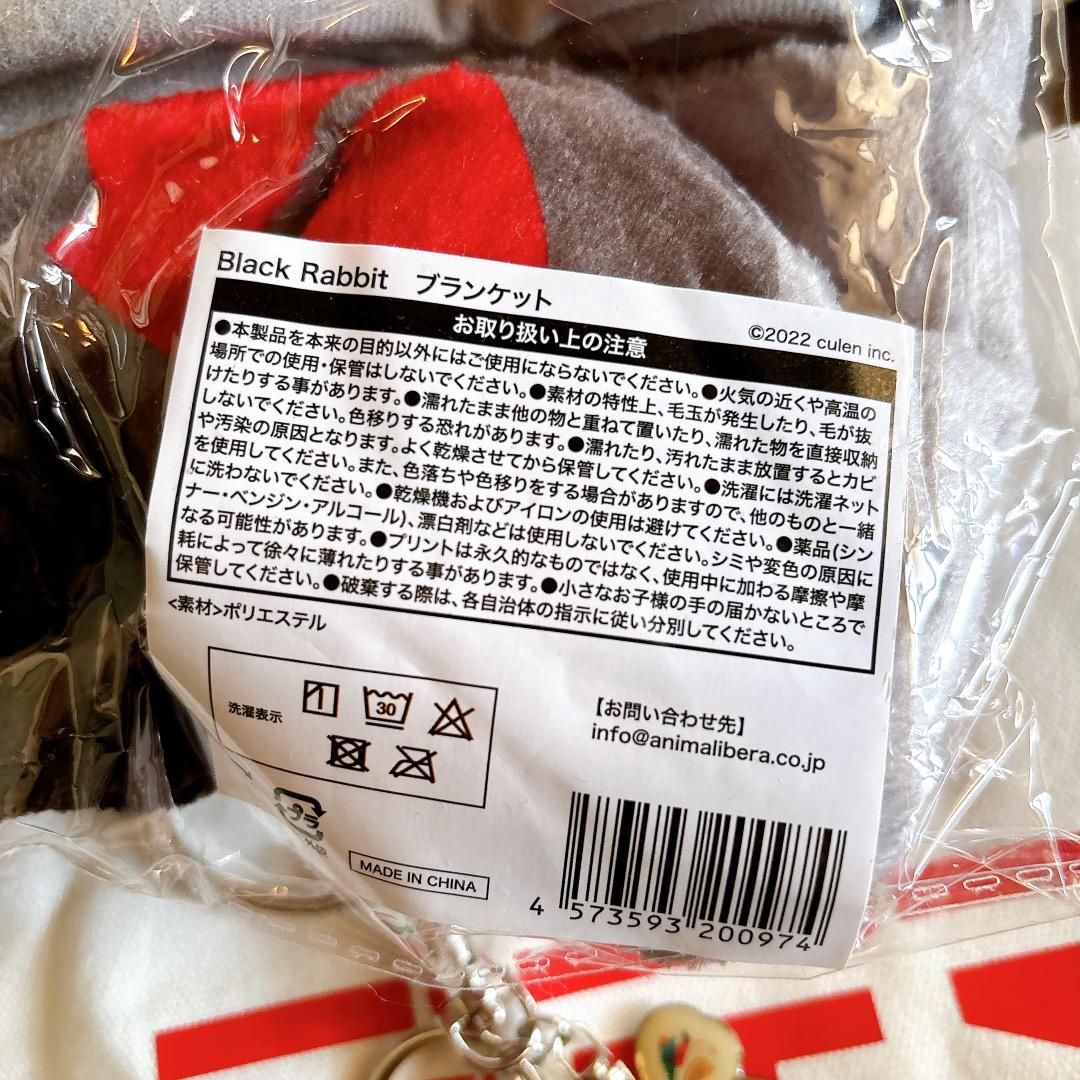 Black Rabbit　ブランケット
©2022 culen inc.
お取り扱い上の注意
●本製品を本来の目的以外にはご使用にならないでください。●火気の近くや高温の
場所での使用・保管はしないでください。●素材の特性上、毛玉が発生したり、毛が抜
けたりする事があります。●濡れたまま他の物と重ねて置いたり、濡れた物を直接収納
しないでください。色移りする恐れがあります。●濡れたり、汚れたまま放置するとカビ
や汚染の原因となります。よく乾燥させてから保管してください。●洗濯には洗濯ネット
を使用してください。また、色落ちや色移りをする場合がありますので、他のものと一緒
に洗わないでください。●乾燥機およびアイロンの使用は避けてください。●薬品(シン
ナー・ベンジン・アルコール)、漂白剤などは使用しないでください。シミや変色の原因に
なる可能性があります。●プリントは永久的なものではなく、使用中に加わる摩擦や摩
耗によって徐々に薄れたりする事があります。●小さなお子様の手の届かないところで
保管してください。●破棄する際は、各自治体の指示に従い分別してください。
<素材>ポリエステル
洗濯表示
30
【お問い合わせ先】
info@animalibera.co.jp
プラ
外袋
MADE IN CHINA
4 573593 200974